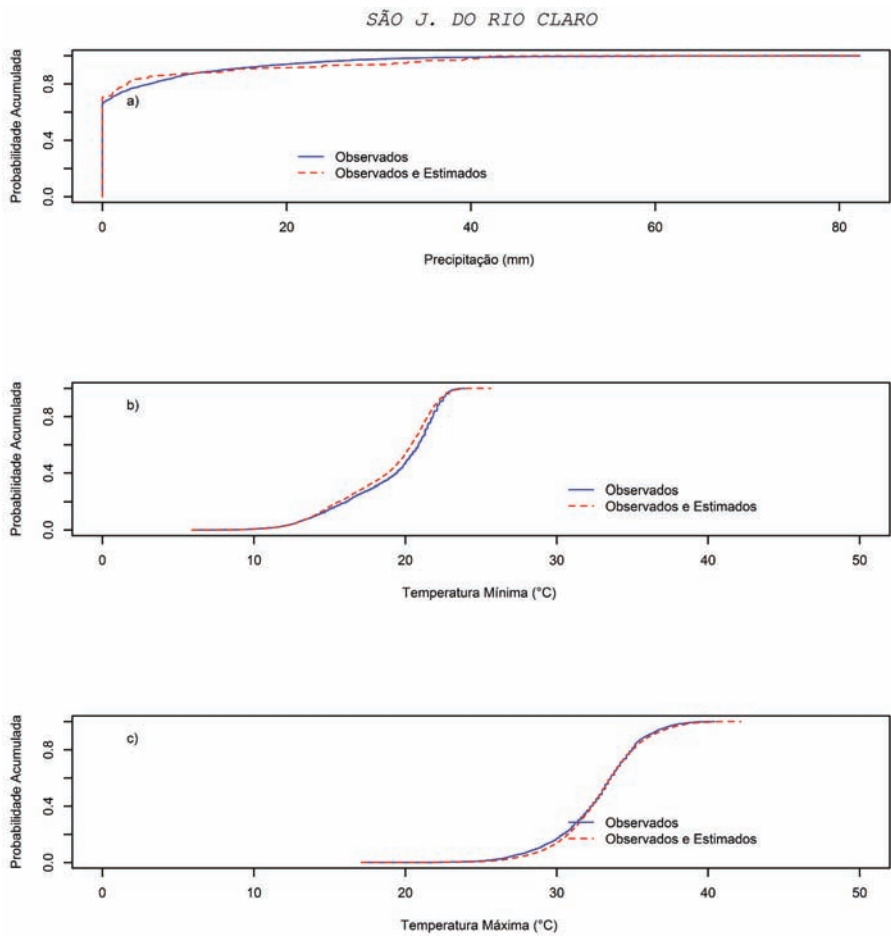 SÃO J. DO RIO CLARO
Probabilidade Acumulada
0.0 0.4 0.8
a)
Observados
Observados e Estimados
0 20 40 60 80
Precipitação (mm)
Probabilidade Acumulada
0.0 0.4 0.8
b)
Observados
Observados e Estimados
0 10 20 30 40 50
Temperatura Mínima (°C)
Probabilidade Acumulada
0.0 0.4 0.8
c)
Observados
Observados e Estimados
0 10 20 30 40 50
Temperatura Máxima (°C)